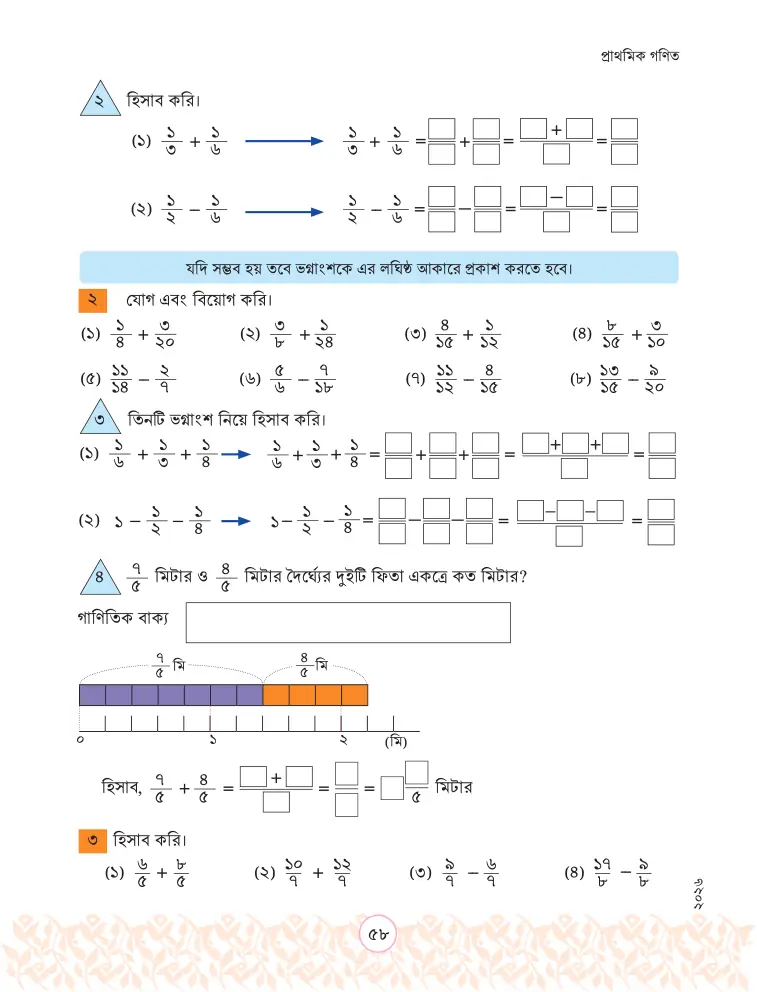 প্রাথমিক গণিত
২ হিসাব করি।
(১) ১/৩ + ১/৬ ১/৩ + ১/৬ = □/□ + □/□ = □+□/□ = □/□
(২) ১/২ − ১/৬ ১/২ − ১/৬ = □/□ − □/□ = □−□/□ = □/□
যদি সম্ভব হয় তবে ভগ্নাংশকে এর লঘিষ্ঠ আকারে প্রকাশ করতে হবে।
২ যোগ এবং বিয়োগ করি।
(১) ১/৪ + ৩/২০ (২) ৩/৮ + ১/২৪ (৩) ৪/১৫ + ১/১২ (৪) ৮/১৫ + ৩/১০
(৫) ১১/১৪ − ২/৭ (৬) ৫/৬ − ৭/১৮ (৭) ১১/১২ − ৪/১৫ (৮) ১৩/১৫ − ৯/২০
৩ তিনটি ভগ্নাংশ নিয়ে হিসাব করি।
(১) ১/৬ + ১/৩ + ১/৪ ১/৬ + ১/৩ + ১/৪ = □/□ + □/□ + □/□ = □+□+□/□ = □/□
(২) ১ − ১/২ − ১/৪ ১ − ১/২ − ১/৪ = □/□ − □/□ − □/□ = □−□−□/□ = □/□
৪ ৭/৫ মিটার ও ৪/৫ মিটার দৈর্ঘ্যের দুইটি ফিতা একত্রে কত মিটার?
গাণিতিক বাক্য
৭/৫ মি ৪/৫ মি
০ ১ ২ (মি)
হিসাব, ৭/৫ + ৪/৫ = □+□/□ = □/□ = □ □/৫ মিটার
৩ হিসাব করি।
(১) ৬/৫ + ৮/৫ (২) ১০/৭ + ১২/৭ (৩) ৯/৭ − ৬/৭ (৪) ১৭/৮ − ৯/৮
২০২৬
৫৮